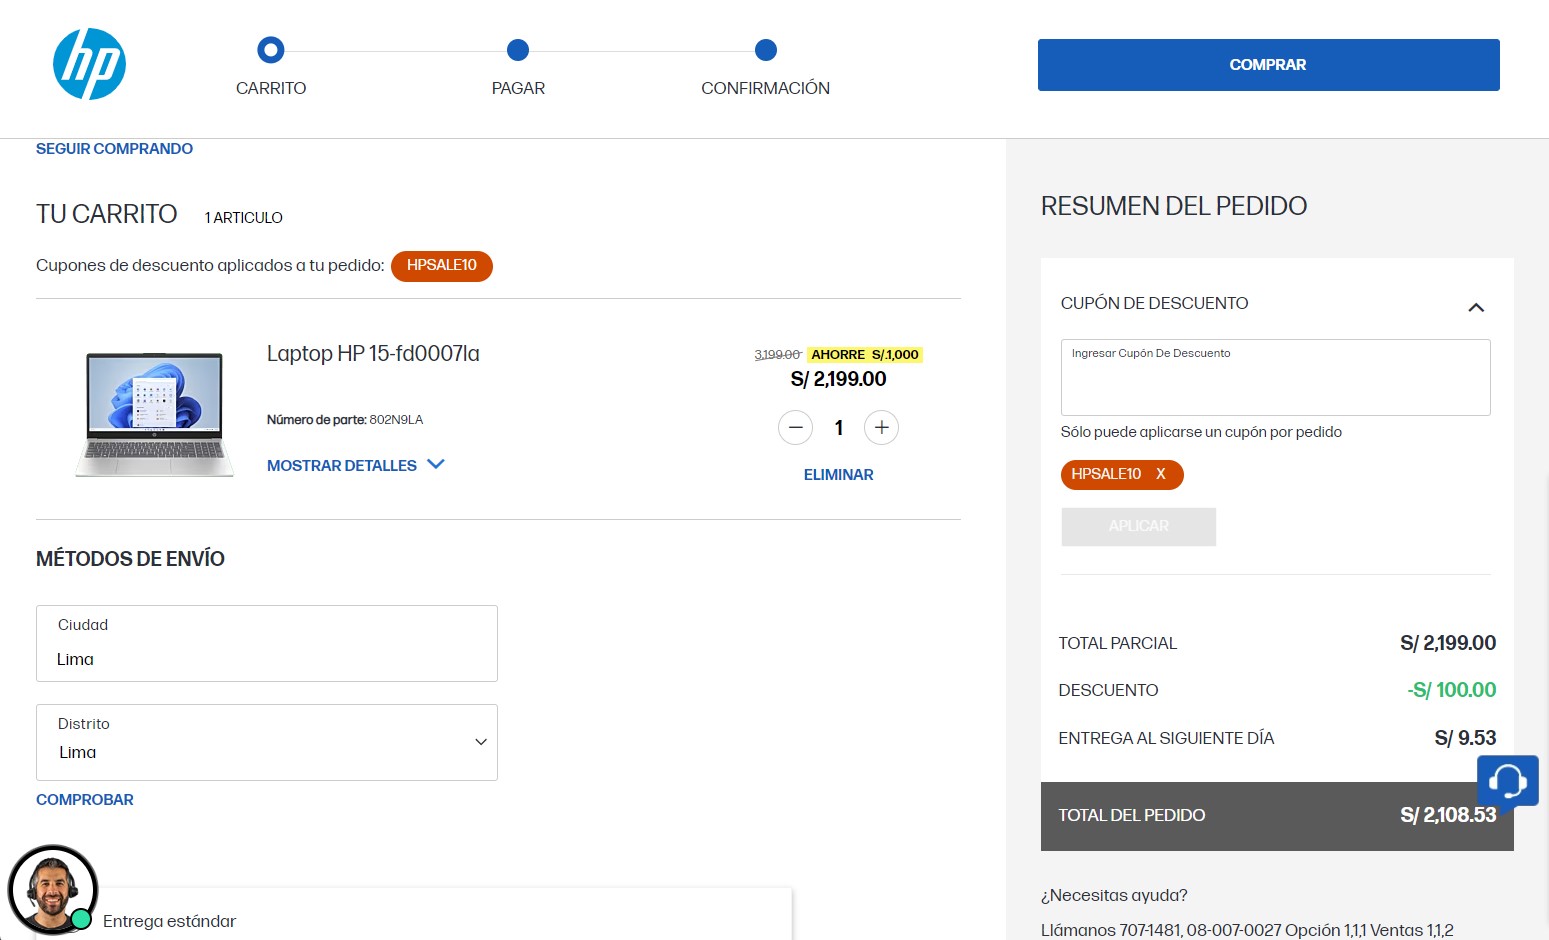 hp
CARRITO
PAGAR
CONFIRMACIÓN
COMPRAR
SEGUIR COMPRANDO
TU CARRITO 1 ARTICULO
Cupones de descuento aplicados a tu pedido: HPSALE10
Laptop HP 15-fd0007la
Número de parte: 802N9LA
MOSTRAR DETALLES
3,199.00 AHORRE S/.1,000
S/ 2,199.00
1
ELIMINAR
MÉTODOS DE ENVÍO
Ciudad
Lima
Distrito
Lima
COMPROBAR
Entrega estándar
RESUMEN DEL PEDIDO
CUPÓN DE DESCUENTO
Ingresar Cupón De Descuento
Sólo puede aplicarse un cupón por pedido
HPSALE10 X
APLICAR
TOTAL PARCIAL S/ 2,199.00
DESCUENTO -S/ 100.00
ENTREGA AL SIGUIENTE DÍA S/ 9.53
TOTAL DEL PEDIDO S/ 2,108.53
¿Necesitas ayuda?
Llámanos 707-1481, 08-007-0027 Opción 1,1,1 Ventas 1,1,2